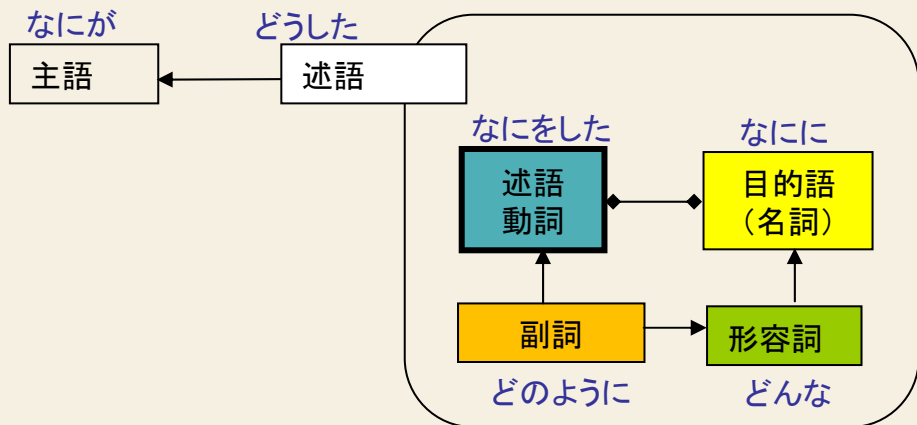 なにが
どうした
主語
述語
なにをした
なにに
述語
動詞
目的語
（名詞）
副詞
形容詞
どのように
どんな